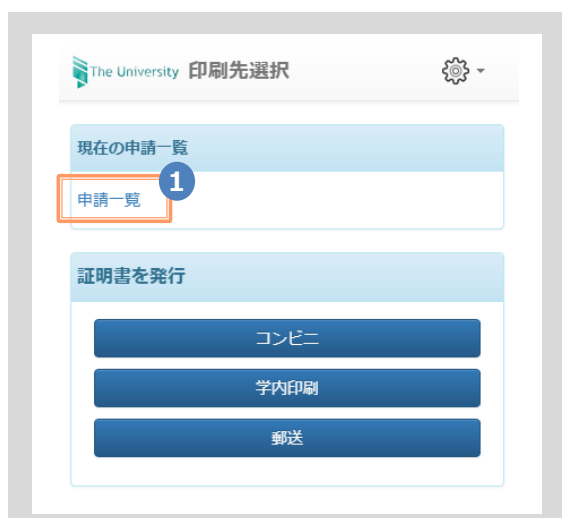 The University 印刷先選択
現在の申請一覧
1
申請一覧
証明書を発行
コンビニ
学内印刷
郵送